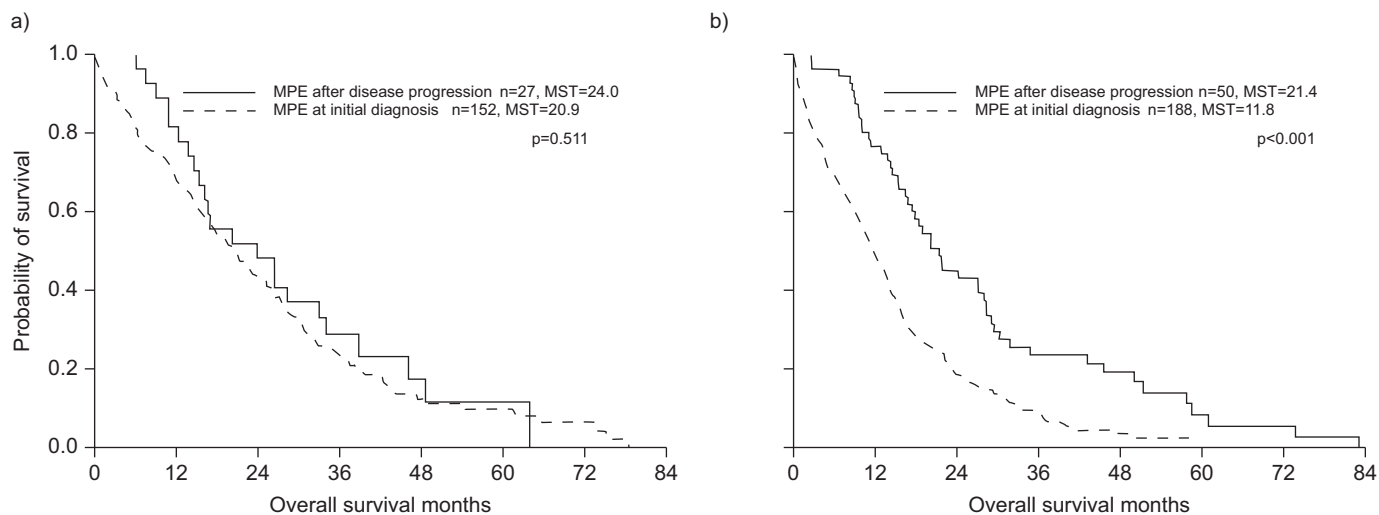 a)
Probability of survival
1.0
0.8
0.6
0.4
0.2
0.0
MPE after disease progression n=27, MST=24.0
MPE at initial diagnosis n=152, MST=20.9
p=0.511
0 12 24 36 48 60 72 84
Overall survival months
b)
MPE after disease progression n=50, MST=21.4
MPE at initial diagnosis n=188, MST=11.8
p<0.001
0 12 24 36 48 60 72 84
Overall survival months